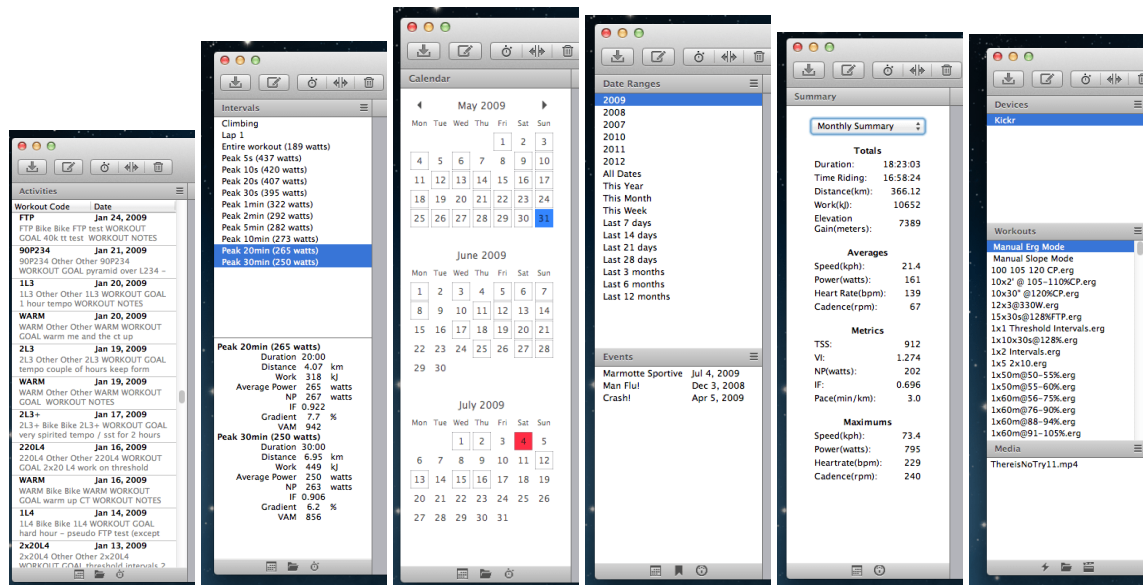 Activities
Workout Code Date
FTP Jan 24, 2009
FTP Bike Bike FTP test WORKOUT
GOAL 40k tt test WORKOUT NOTES
90P234 Jan 21, 2009
90P234 Other Other 90P234
WORKOUT GOAL pyramid over L234 –
1L3 Jan 20, 2009
1L3 Other Other 1L3 WORKOUT GOAL
1 hour tempo WORKOUT NOTES
WARM Jan 20, 2009
WARM Other Other WARM WORKOUT
GOAL warm me and the ct up
2L3 Jan 19, 2009
2L3 Other Other 2L3 WORKOUT GOAL
tempo couple of hours keep form
WARM Jan 19, 2009
WARM Other Other WARM WORKOUT
GOAL WORKOUT NOTES
2L3+ Jan 17, 2009
2L3+ Bike Bike 2L3+ WORKOUT GOAL
very spirited tempo / sst for 2 hours
220L4 Jan 16, 2009
220L4 Other Other 220L4 WORKOUT
GOAL 2x20 L4 work on threshold
WARM Jan 16, 2009
WARM Bike Bike WARM WORKOUT
GOAL warm up CT WORKOUT NOTES
1L4 Jan 14, 2009
1L4 Bike Bike 1L4 WORKOUT GOAL
hard hour – pseudo FTP test (except
2x20L4 Jan 13, 2009
2x20L4 Other Other 2x20L4
WORKOUT GOAL threshold intervals 2
Intervals
Climbing
Lap 1
Entire workout (189 watts)
Peak 5s (437 watts)
Peak 10s (420 watts)
Peak 20s (407 watts)
Peak 30s (395 watts)
Peak 1min (322 watts)
Peak 2min (292 watts)
Peak 5min (282 watts)
Peak 10min (273 watts)
Peak 20min (265 watts)
Peak 30min (250 watts)
Peak 20min (265 watts)
Duration 20:00
Distance 4.07 km
Work 318 kJ
Average Power 265 watts
NP 267 watts
IF 0.922
Gradient 7.7 %
VAM 942
Peak 30min (250 watts)
Duration 30:00
Distance 6.95 km
Work 449 kJ
Average Power 250 watts
NP 263 watts
IF 0.906
Gradient 6.2 %
VAM 856
Calendar
May 2009
Mon Tue Wed Thu Fri Sat Sun
1 2 3
4 5 6 7 8 9 10
11 12 13 14 15 16 17
18 19 20 21 22 23 24
25 26 27 28 29 30 31
June 2009
Mon Tue Wed Thu Fri Sat Sun
1 2 3 4 5 6 7
8 9 10 11 12 13 14
15 16 17 18 19 20 21
22 23 24 25 26 27 28
29 30
July 2009
Mon Tue Wed Thu Fri Sat Sun
1 2 3 4 5
6 7 8 9 10 11 12
13 14 15 16 17 18 19
20 21 22 23 24 25 26
27 28 29 30 31
Date Ranges
2009
2008
2007
2010
2011
2012
All Dates
This Year
This Month
This Week
Last 7 days
Last 14 days
Last 21 days
Last 28 days
Last 3 months
Last 6 months
Last 12 months
Events
Marmotte Sportive Jul 4, 2009
Man Flu! Dec 3, 2008
Crash! Apr 5, 2009
Summary
Monthly Summary
Totals
Duration: 18:23:03
Time Riding: 16:58:24
Distance(km): 366.12
Work(kJ): 10652
Elevation
Gain(meters): 7389
Averages
Speed(kph): 21.4
Power(watts): 161
Heart Rate(bpm): 139
Cadence(rpm): 67
Metrics
TSS: 912
VI: 1.274
NP(watts): 202
IF: 0.696
Pace(min/km): 3.0
Maximums
Speed(kph): 73.4
Power(watts): 795
Heartrate(bpm): 229
Cadence(rpm): 240
Devices
Kickr
Workouts
Manual Erg Mode
Manual Slope Mode
100 105 120 CP.erg
10x2' @ 105-110%CP.erg
10x30" @120%CP.erg
12x3@330W.erg
15x30s@128%FTP.erg
1x1 Threshold Intervals.erg
1x10x30s@128%.erg
1x2 Intervals.erg
1x5 2x10.erg
1x50m@50-55%.erg
1x50m@55-60%.erg
1x60m@56-75%.erg
1x60m@76-90%.erg
1x60m@88-94%.erg
1x60m@91-105%.erg
Media
ThereisNoTry11.mp4